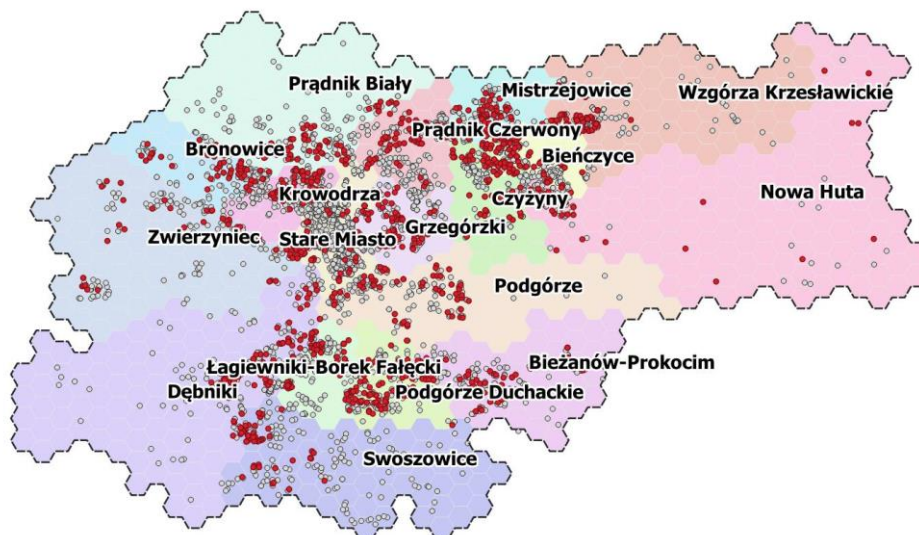 Prądnik Biały
Mistrzejowice
Wzgórza Krzesławickie
Prądnik Czerwony
Bronowice
Bieńczyce
Krowodrza
Czyżyny
Nowa Huta
Zwierzyniec
Stare Miasto
Grzegórzki
Podgórze
Łagiewniki-Borek Fałęcki
Bieżanów-Prokocim
Dębniki
Podgórze Duchackie
Swoszowice